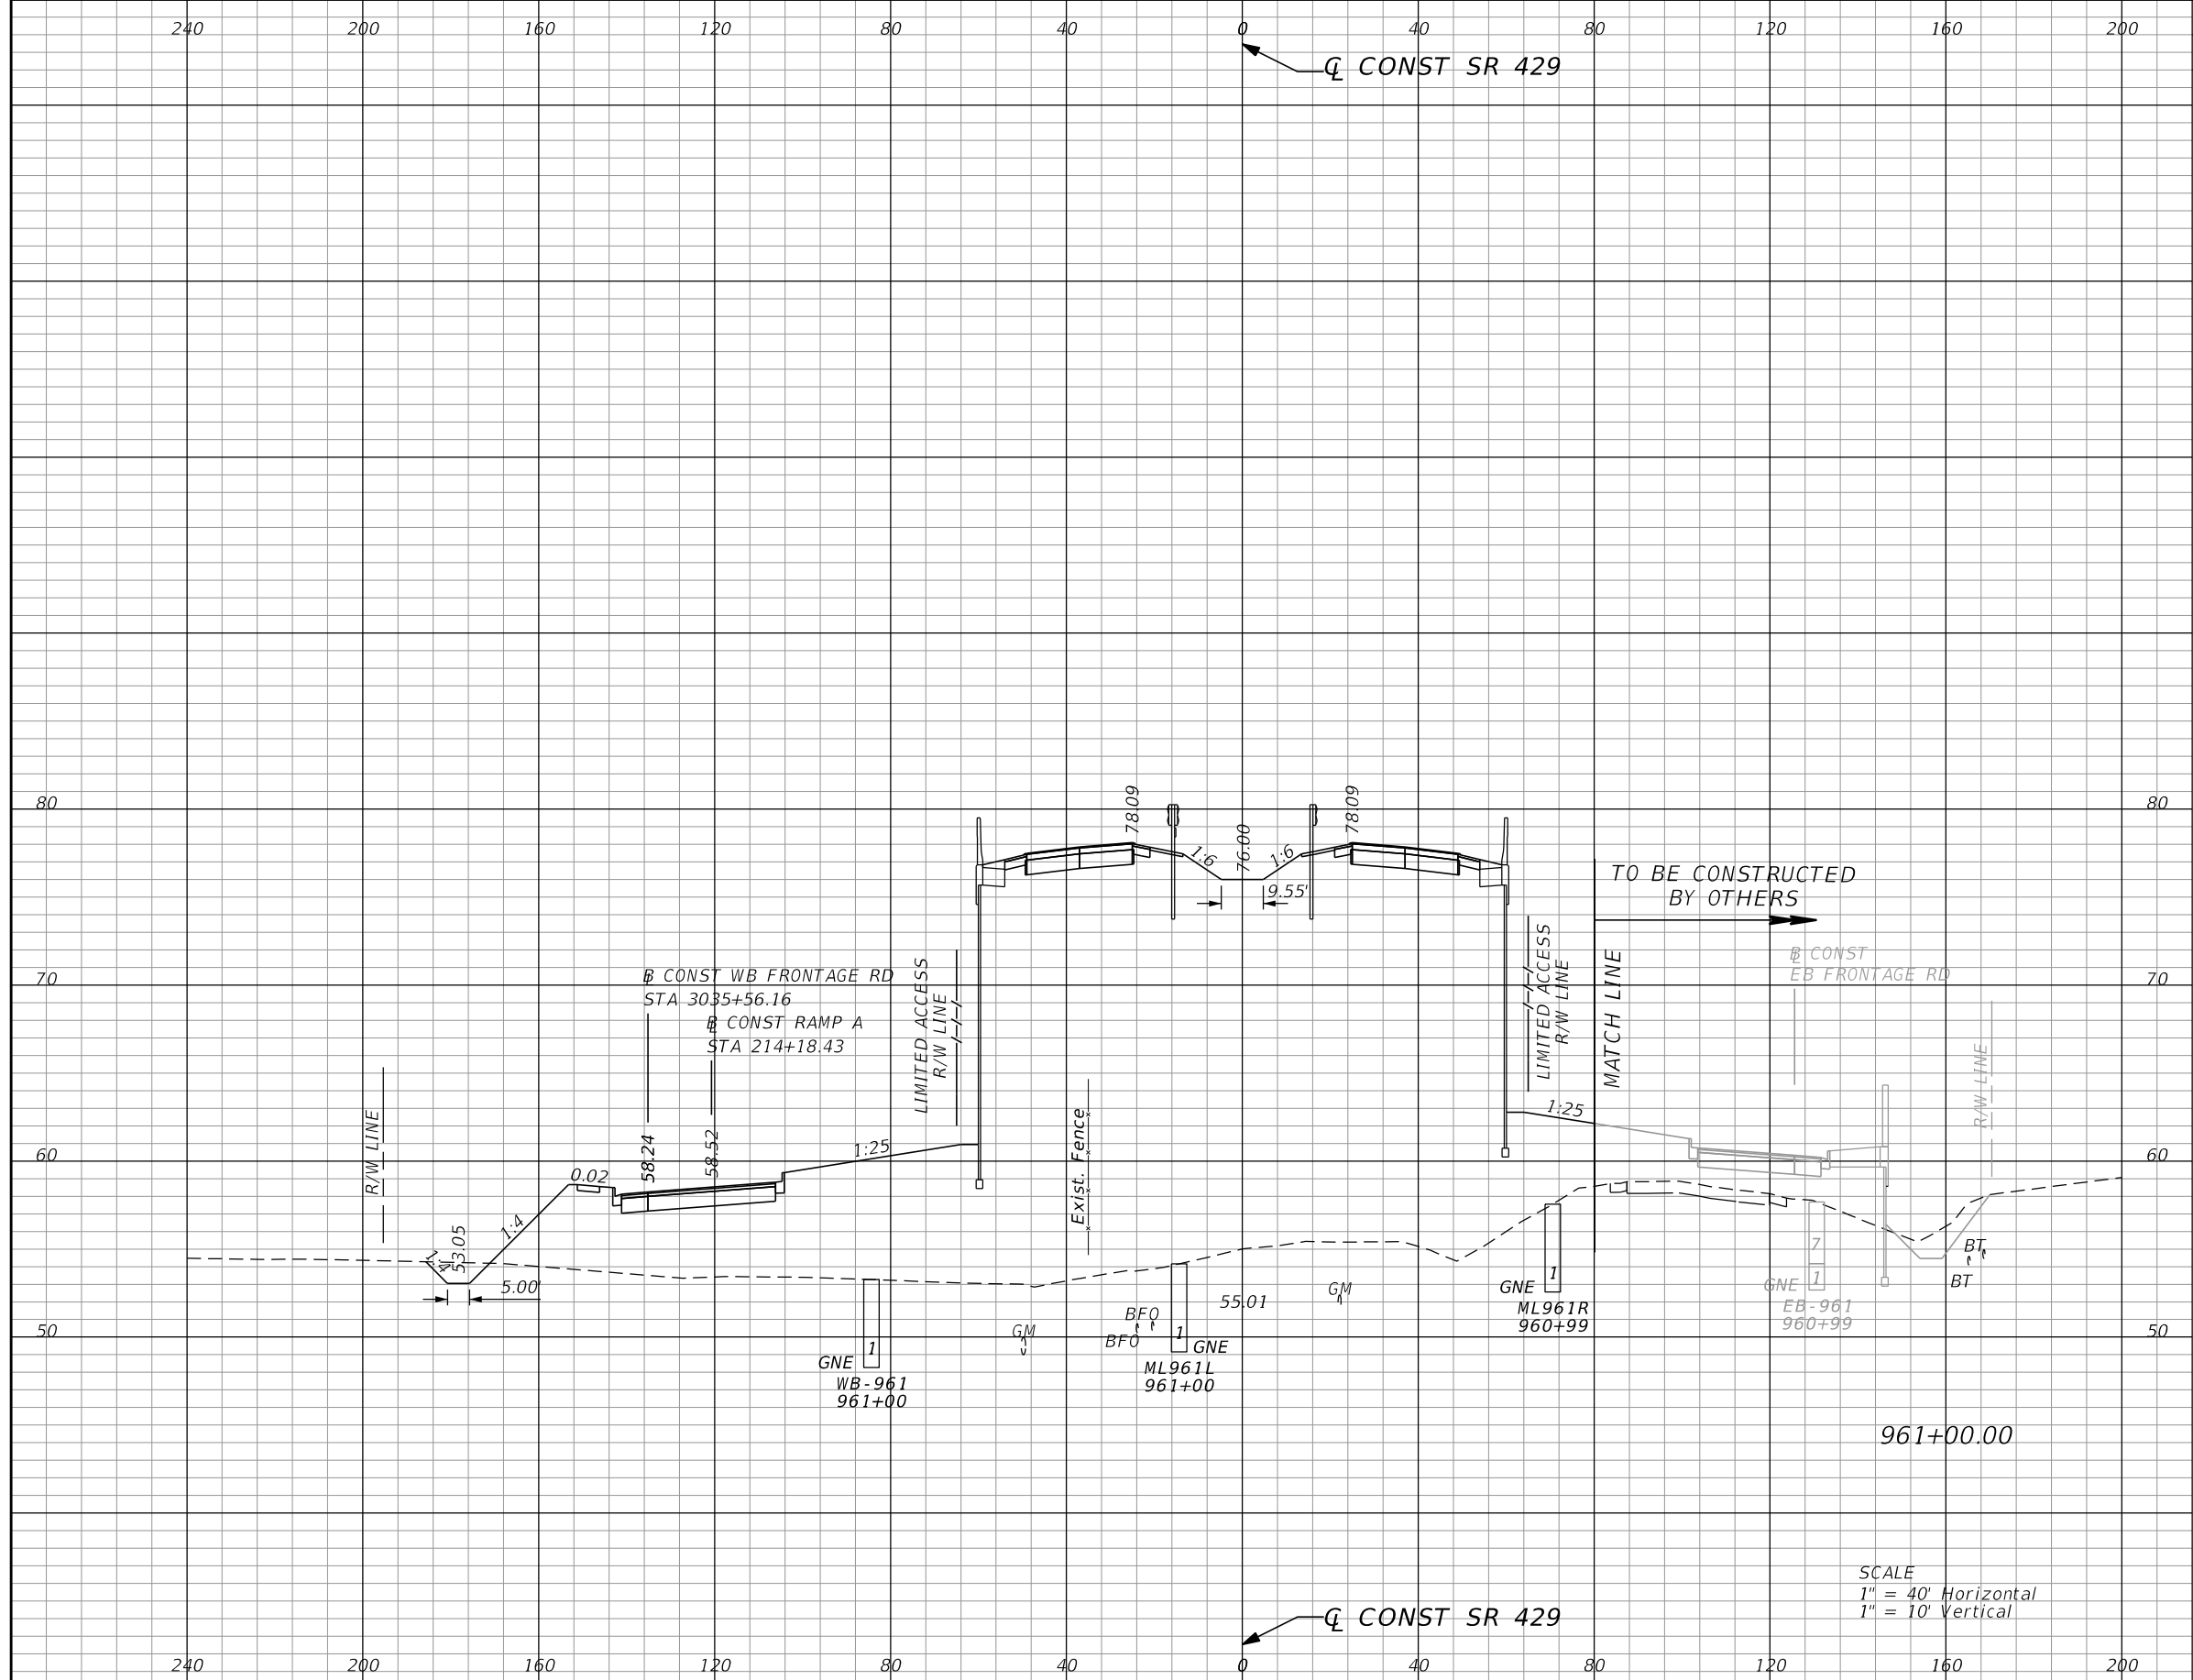 240 200 160 120 80 40 0 40 80 120 160 200
℄ CONST SR 429
80 80
78.09
76.00
78.09
1:6
1:6
9.55'
TO BE CONSTRUCTED
BY OTHERS
B CONST
EB FRONTAGE RD
70 70
B CONST WB FRONTAGE RD
STA 3035+56.16
B CONST RAMP A
STA 214+18.43
LIMITED ACCESS
R/W LINE
LIMITED ACCESS
R/W LINE
MATCH LINE
R/W LINE
R/W LINE
Exist. Fence
60 60
58.24
58.52
1:25
1:25
0.02
1:4
1:4
53.05
5.00'
50 50
GM
GM
BFO
BFO
55.01
1
GNE
WB-961
961+00
1
GNE
ML961L
961+00
1
GNE
ML961R
960+99
7
1
GNE
EB-961
960+99
BT
BT
961+00.00
SCALE
1" = 40' Horizontal
1" = 10' Vertical
℄ CONST SR 429
240 200 160 120 80 40 0 40 80 120 160 200